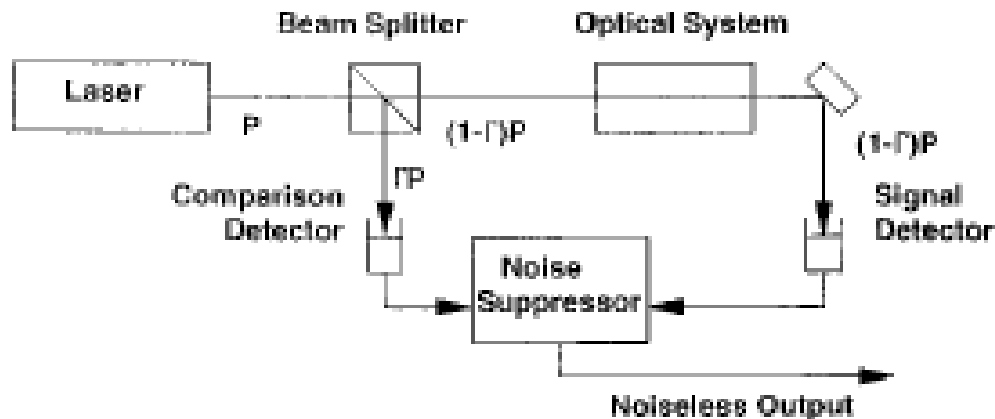 Beam Splitter
Optical System
Laser
P
(1-Γ)P
(1-Γ)P
ΓP
Comparison
Detector
Signal
Detector
Noise
Suppressor
Noiseless Output